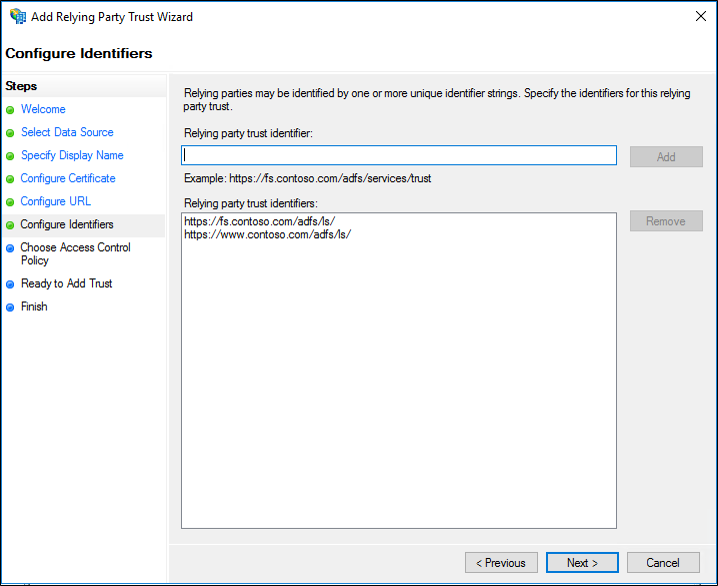 Add Relying Party Trust Wizard
Configure Identifiers
Steps
Welcome
Select Data Source
Specify Display Name
Configure Certificate
Configure URL
Configure Identifiers
Choose Access Control
Policy
Ready to Add Trust
Finish
Relying parties may be identified by one or more unique identifier strings. Specify the identifiers for this relying
party trust.
Relying party trust identifier:
Add
Example: https://fs.contoso.com/adfs/services/trust
Relying party trust identifiers:
https://fs.contoso.com/adfs/ls/
https://www.contoso.com/adfs/ls/
Remove
< Previous
Next >
Cancel